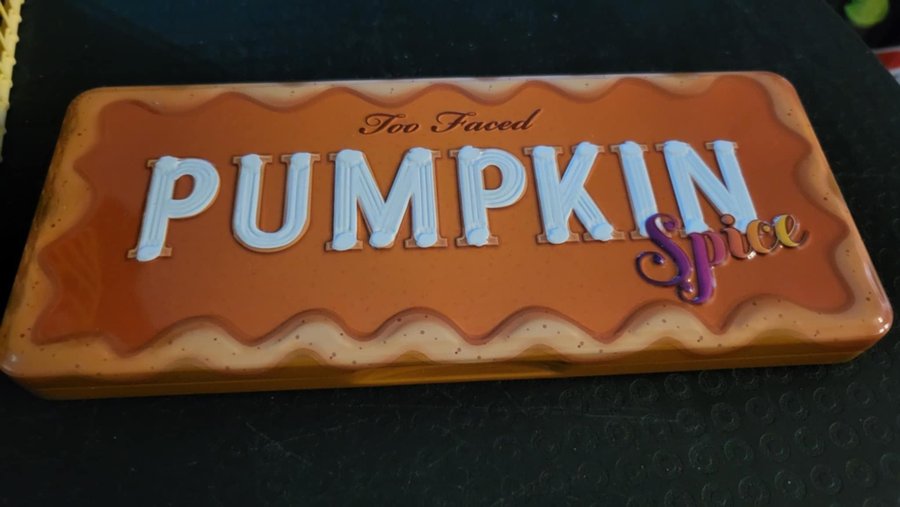 Too Faced
PUMPKIN
Spice